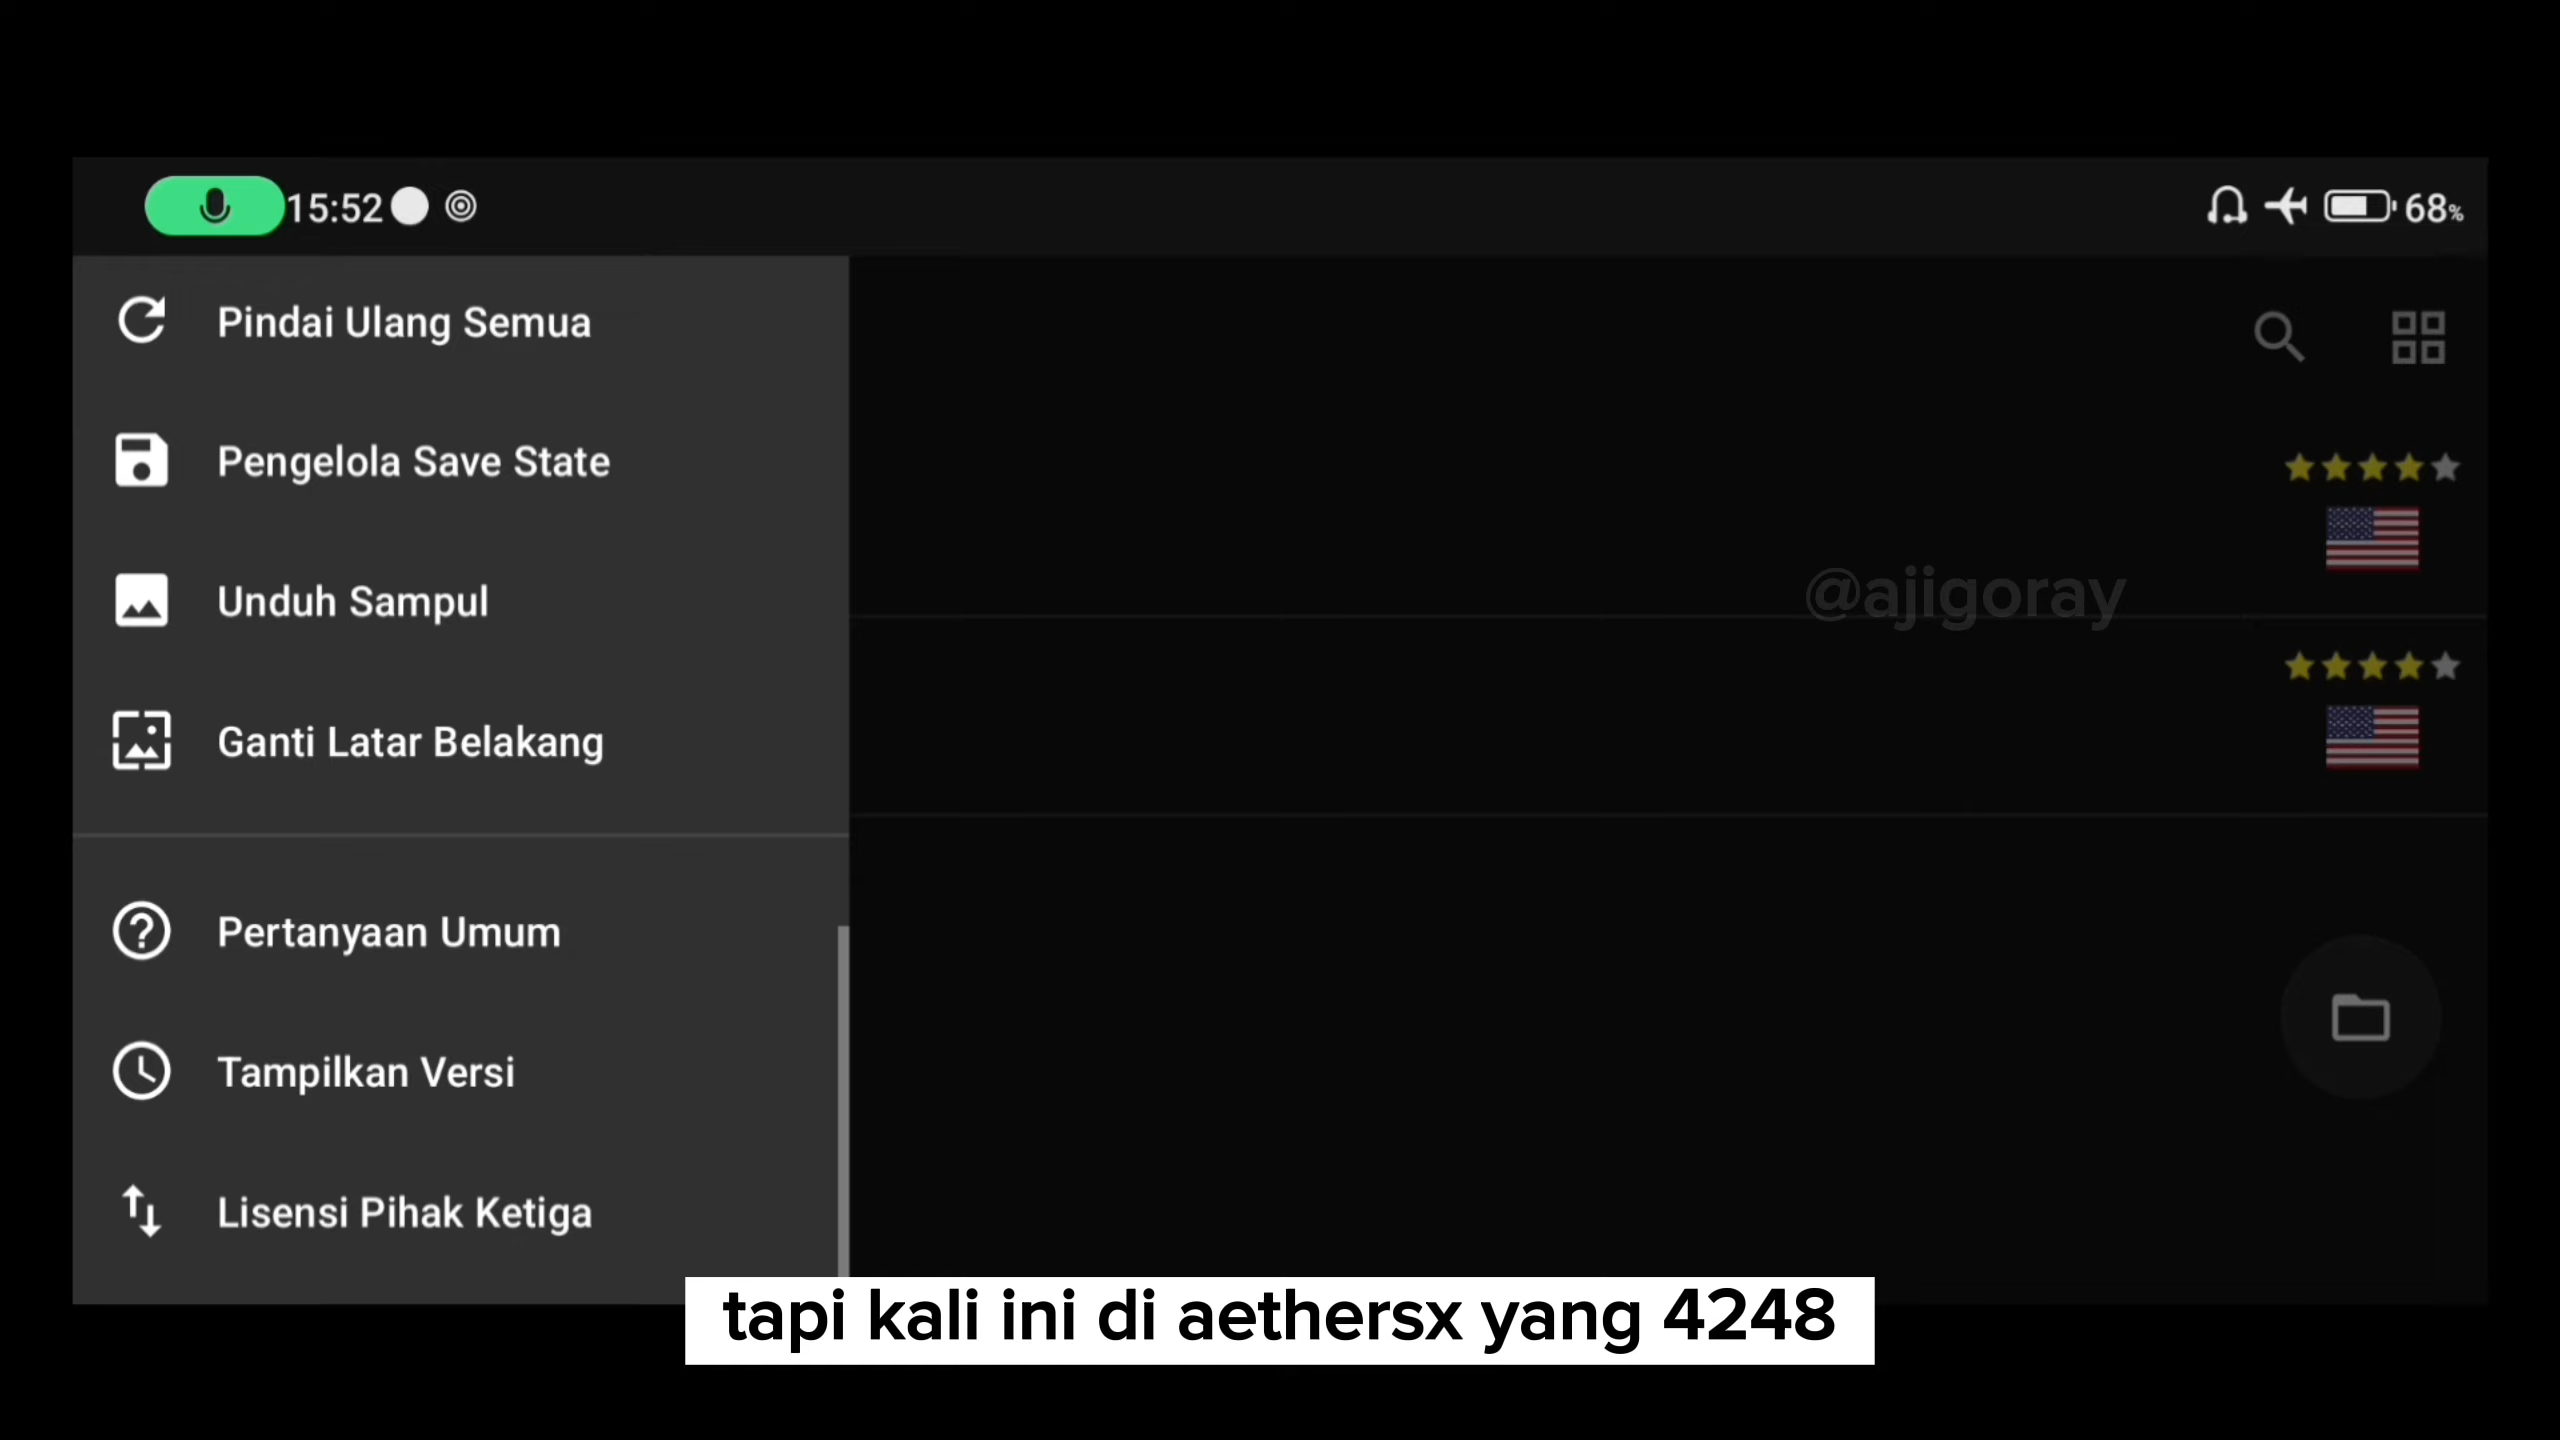 15:52
68%
Pindai Ulang Semua
Pengelola Save State
Unduh Sampul
@ajigoray
Ganti Latar Belakang
Pertanyaan Umum
Tampilkan Versi
Lisensi Pihak Ketiga
tapi kali ini di aethersx yang 4248